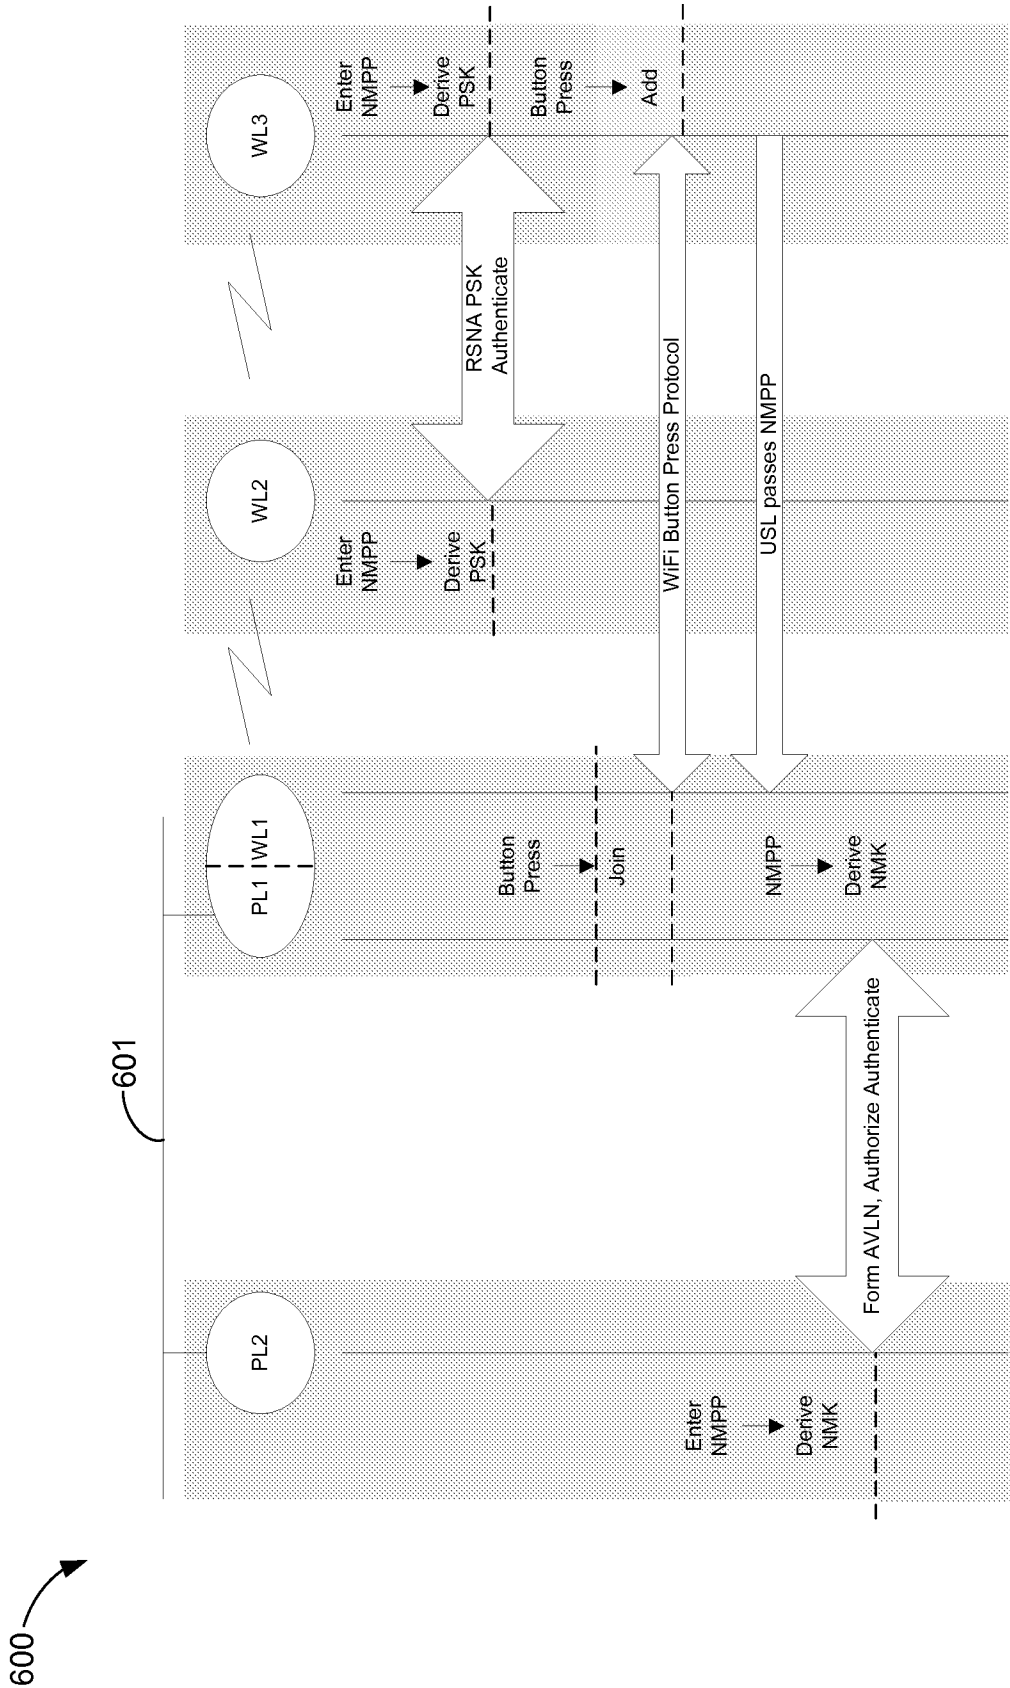 600
601
PL2
PL1
WL1
WL2
WL3
Enter
NMPP
Derive
PSK
Enter
NMPP
Derive
PSK
RSNA PSK
Authenticate
Button
Press
Join
Button
Press
Add
WiFi Button Press Protocol
USL passes NMPP
Enter
NMPP
Derive
NMK
NMPP
Derive
NMK
Form AVLN, Authorize Authenticate